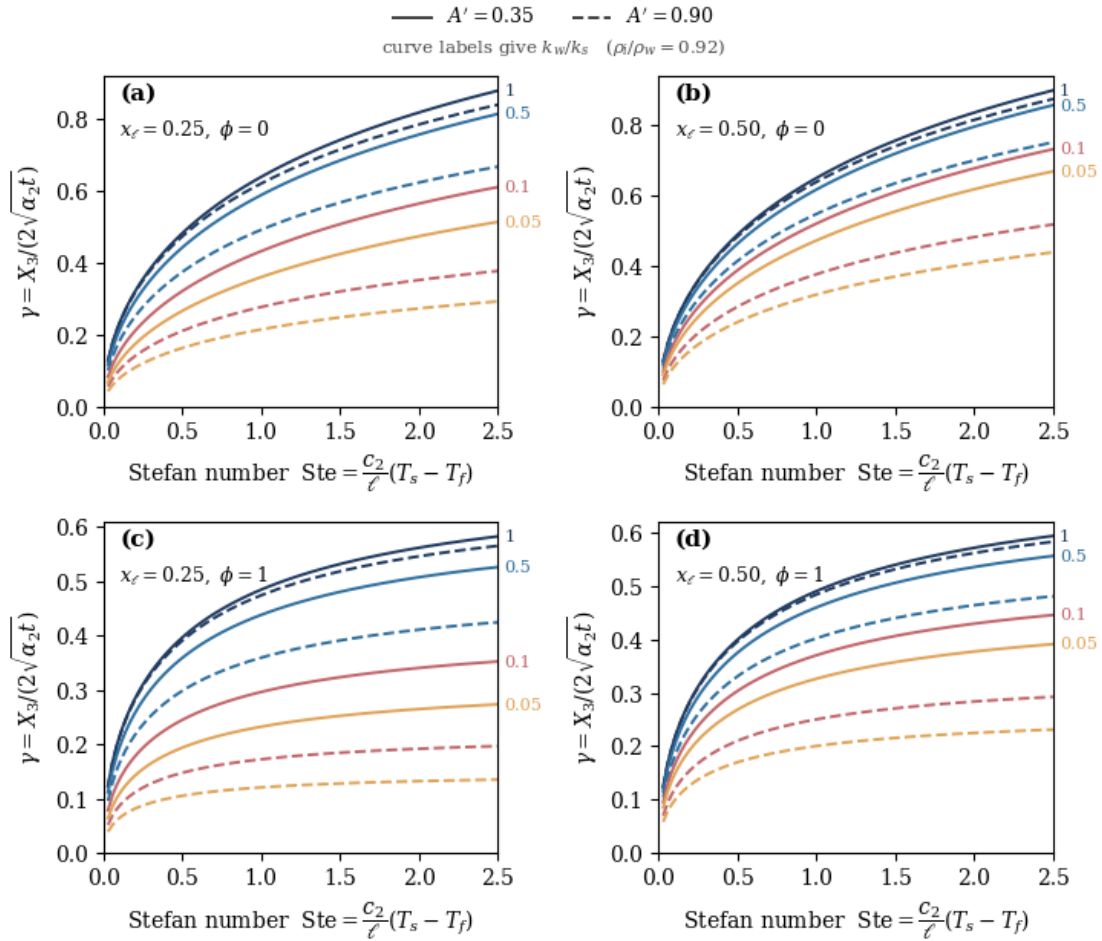 A′ = 0.35   A′ = 0.90
curve labels give k_w/k_s   (ρ_i/ρ_w = 0.92)
(a)
x_ℓ = 0.25, ϕ = 0
γ = X_3/(2√(α_2t))
0.8
0.6
0.4
0.2
0.0
0.0 0.5 1.0 1.5 2.0 2.5
1
0.5
0.1
0.05
Stefan number  Ste = c_2/ℓ (T_s − T_f)
(b)
x_ℓ = 0.50, ϕ = 0
γ = X_3/(2√(α_2t))
0.8
0.6
0.4
0.2
0.0
0.0 0.5 1.0 1.5 2.0 2.5
1
0.5
0.1
0.05
Stefan number  Ste = c_2/ℓ (T_s − T_f)
(c)
x_ℓ = 0.25, ϕ = 1
γ = X_3/(2√(α_2t))
0.6
0.5
0.4
0.3
0.2
0.1
0.0
0.0 0.5 1.0 1.5 2.0 2.5
1
0.5
0.1
0.05
Stefan number  Ste = c_2/ℓ (T_s − T_f)
(d)
x_ℓ = 0.50, ϕ = 1
γ = X_3/(2√(α_2t))
0.6
0.5
0.4
0.3
0.2
0.1
0.0
0.0 0.5 1.0 1.5 2.0 2.5
1
0.5
0.1
0.05
Stefan number  Ste = c_2/ℓ (T_s − T_f)